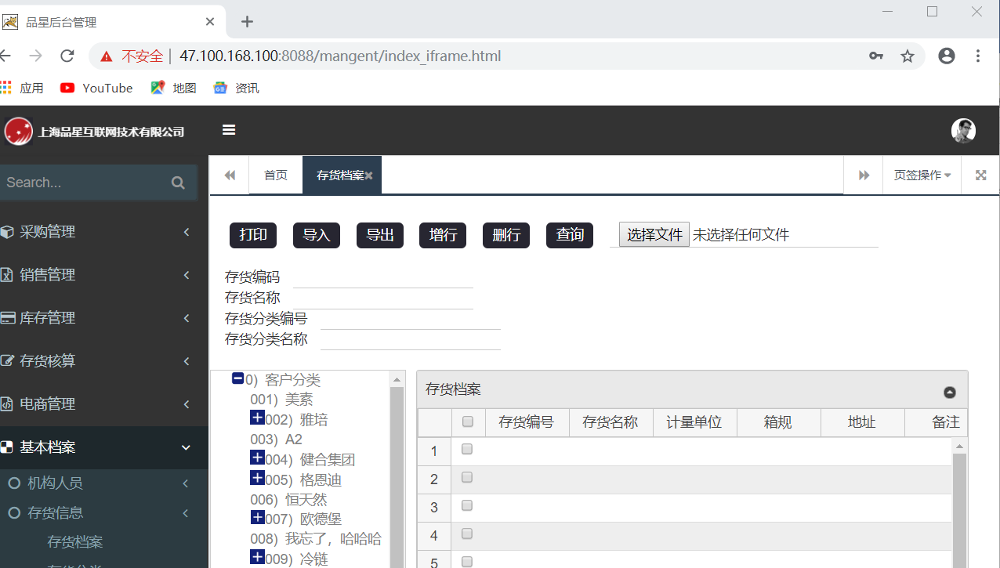 品星后台管理
不安全 | 47.100.168.100:8088/mangent/index_iframe.html
应用 YouTube 地图 资讯
上海品星互联网技术有限公司
Search...
首页 存货档案 页签操作
采购管理
销售管理
库存管理
存货核算
电商管理
基本档案
机构人员
存货信息
存货档案
打印 导入 导出 增行 删行 查询 选择文件 未选择任何文件
存货编码
存货名称
存货分类编号
存货分类名称
0) 客户分类
001) 美素
002) 雅培
003) A2
004) 健合集团
005) 格恩迪
006) 恒天然
007) 欧德堡
008) 我忘了，哈哈哈
009) 冷链
存货档案
存货编号 存货名称 计量单位 箱规 地址 备注
1
2
3
4
5